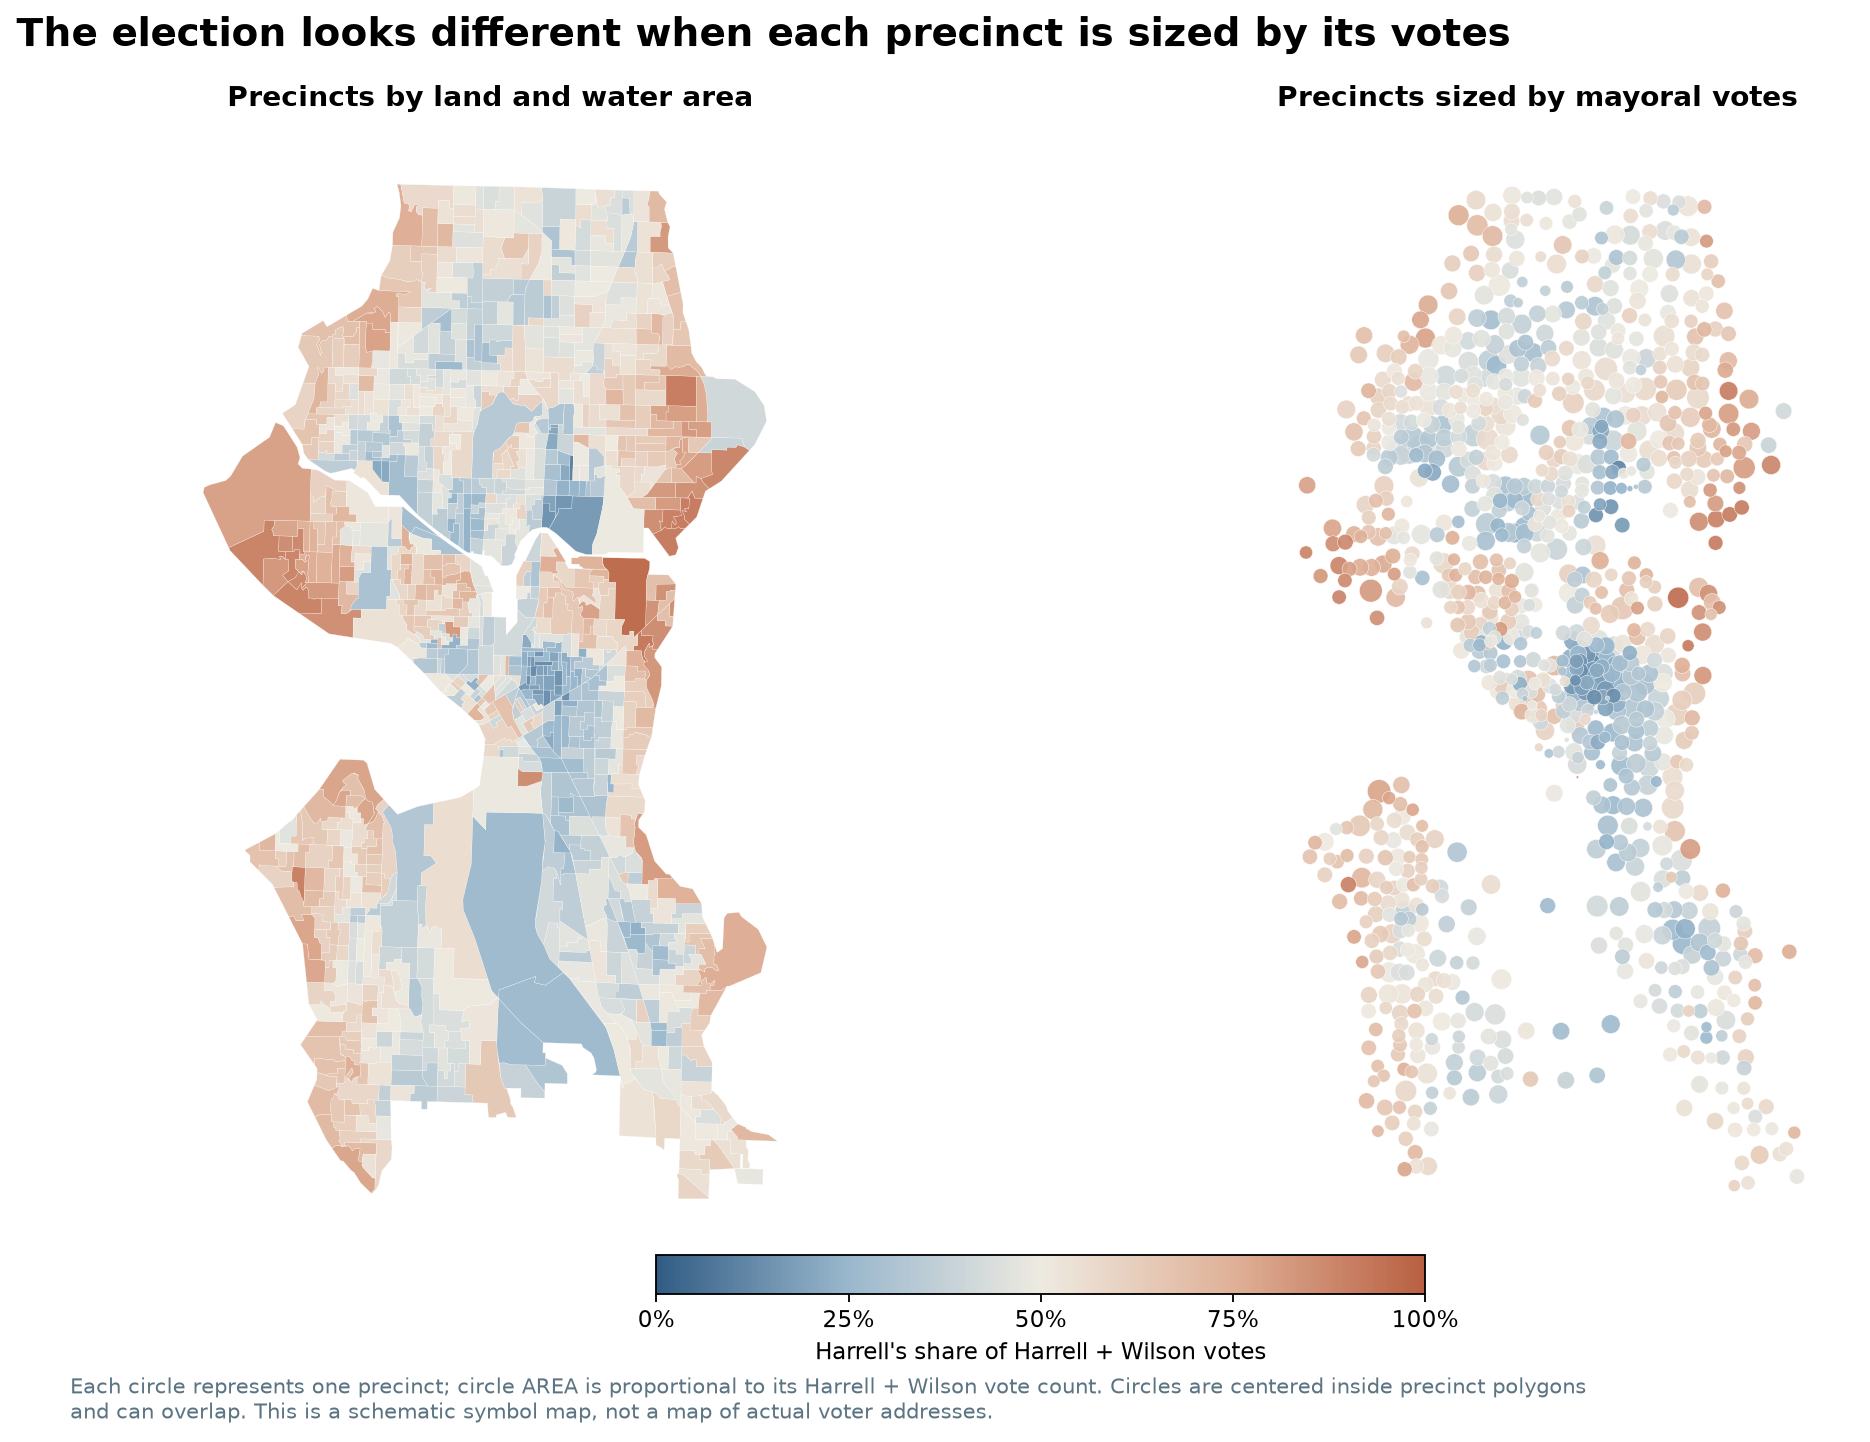 The election looks different when each precinct is sized by its votes
Precincts by land and water area
Precincts sized by mayoral votes
0%
25%
50%
75%
100%
Harrell's share of Harrell + Wilson votes
Each circle represents one precinct; circle AREA is proportional to its Harrell + Wilson vote count. Circles are centered inside precinct polygons
and can overlap. This is a schematic symbol map, not a map of actual voter addresses.